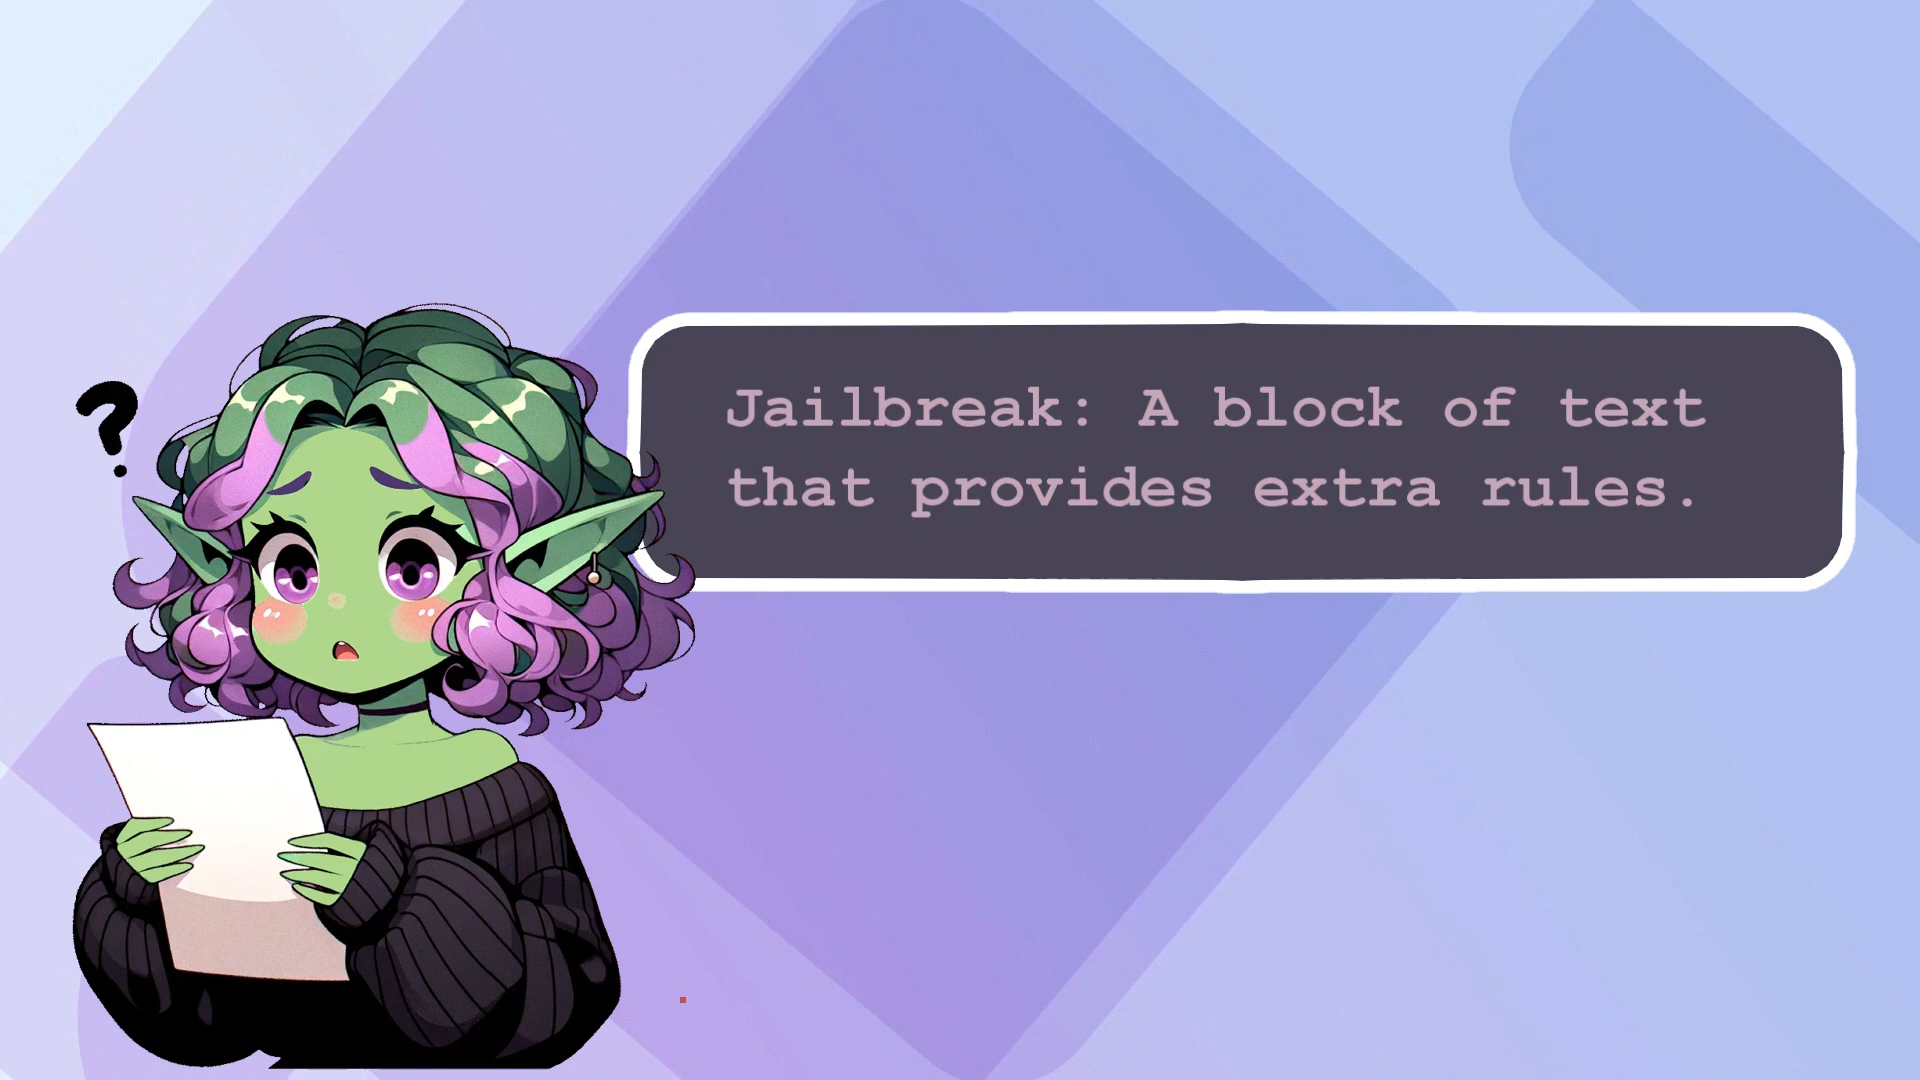 ?
Jailbreak: A block of text
that provides extra rules.